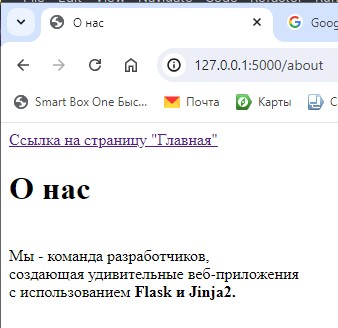 О нас
Goog
127.0.0.1:5000/about
Smart Box One Быс...
Почта
Карты
Ссылка на страницу "Главная"
О нас
Мы - команда разработчиков,
создающая удивительные веб-приложения
с использованием Flask и Jinja2.